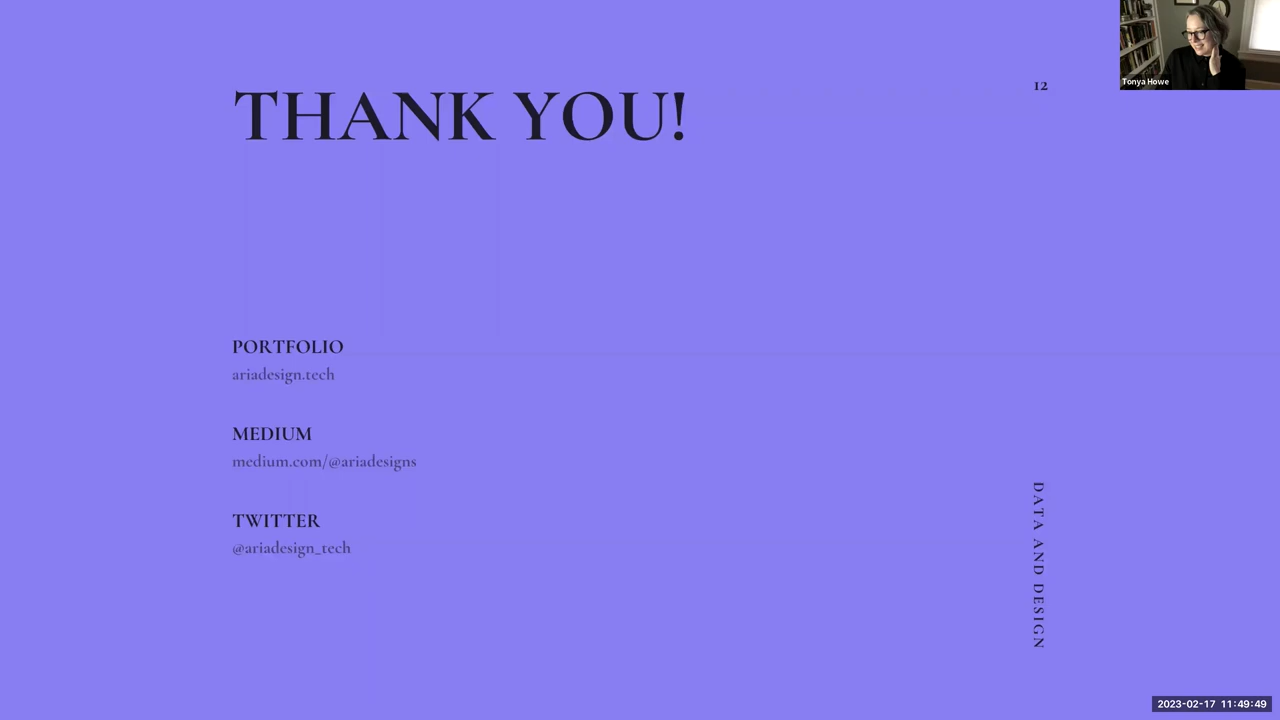 THANK YOU!
12
Tonya Howe
PORTFOLIO
ariadesign.tech
MEDIUM
medium.com/@ariadesigns
TWITTER
@ariadesign_tech
DATA AND DESIGN
2023-02-17 11:49:49